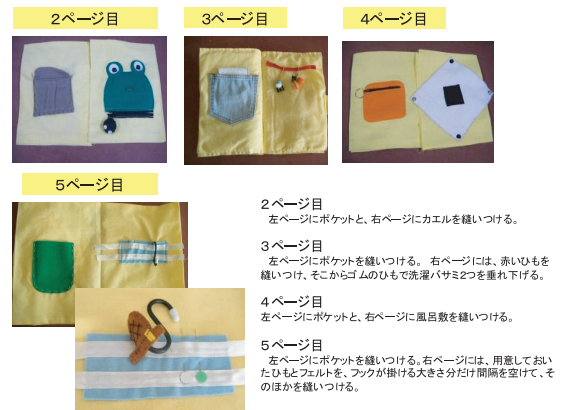 ２ページ目
３ページ目
４ページ目
５ページ目
２ページ目
左ページにポケットと、右ページにカエルを縫いつける。
３ページ目
左ページにポケットを縫いつける。 右ページには、赤いひもを
縫いつけ、そこからゴムのひもで洗濯バサミ2つを垂れ下げる。
４ページ目
左ページにポケットと、右ページに風呂敷を縫いつける。
５ページ目
左ページにポケットを縫いつける。右ページには、用意しておい
たひもとフェルトを、フックが掛ける大きさ分だけ間隔を空けて、そ
のほかを縫いつける。